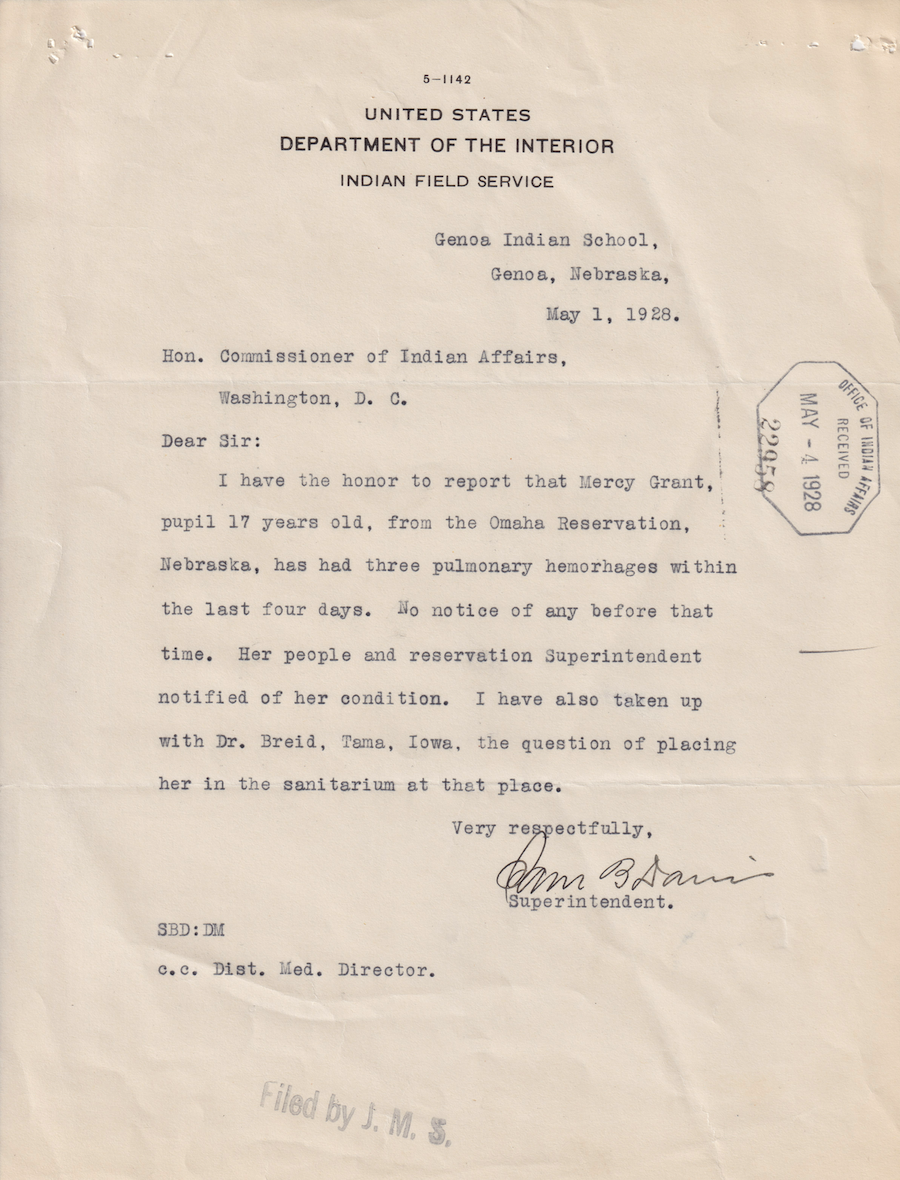 5-1142
UNITED STATES
DEPARTMENT OF THE INTERIOR
INDIAN FIELD SERVICE
Genoa Indian School,
Genoa, Nebraska,
May 1, 1928.
Hon. Commissioner of Indian Affairs,
Washington, D. C.
OFFICE OF INDIAN AFFAIRS
RECEIVED
MAY - 4 1928
22958
Dear Sir:
I have the honor to report that Mercy Grant,
pupil 17 years old, from the Omaha Reservation,
Nebraska, has had three pulmonary hemorhages within
the last four days. No notice of any before that
time. Her people and reservation Superintendent
notified of her condition. I have also taken up
with Dr. Breid, Tama, Iowa, the question of placing
her in the sanitarium at that place.
Very respectfully,
Sam B Davis
Superintendent.
SBD:DM
c.c. Dist. Med. Director.
Filed by J. M. S.